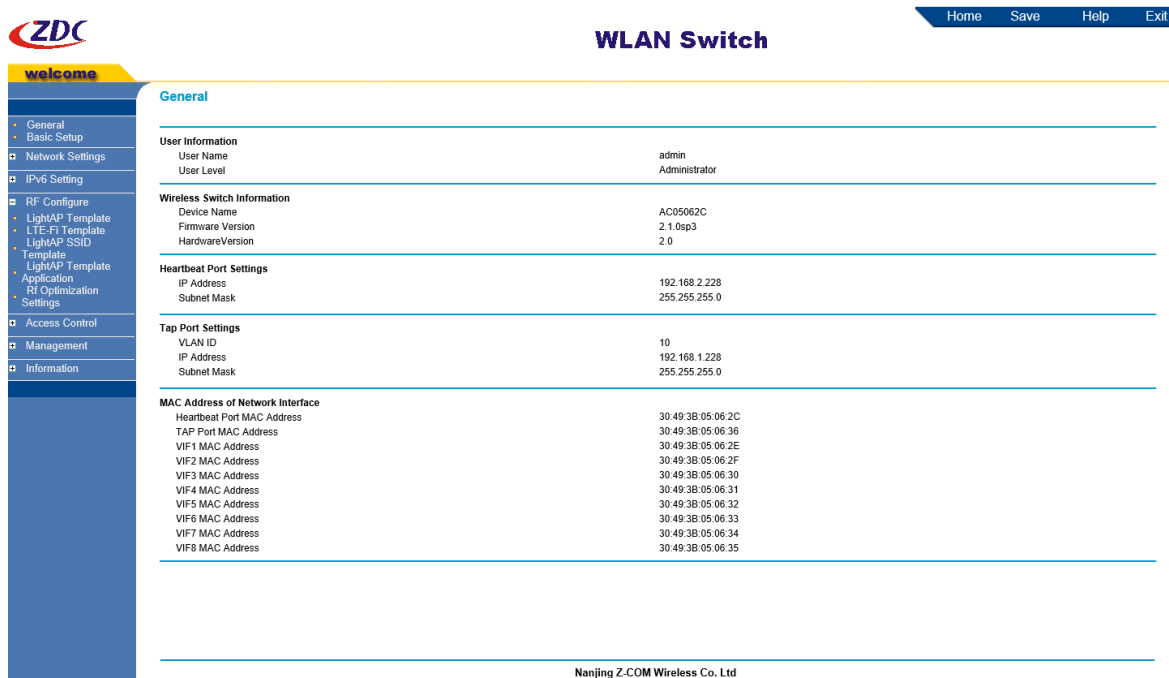 ZDC
Home Save Help Exit
WLAN Switch
welcome
General
Basic Setup
Network Settings
IPv6 Setting
RF Configure
LightAP Template
LTE-Fi Template
LightAP SSID
Template
LightAP Template
Application
Rf Optimization
Settings
Access Control
Management
Information
General
User Information
User Name admin
User Level Administrator
Wireless Switch Information
Device Name AC05062C
Firmware Version 2.1.0sp3
HardwareVersion 2.0
Heartbeat Port Settings
IP Address 192.168.2.228
Subnet Mask 255.255.255.0
Tap Port Settings
VLAN ID 10
IP Address 192.168.1.228
Subnet Mask 255.255.255.0
MAC Address of Network Interface
Heartbeat Port MAC Address 30:49:3B:05:06:2C
TAP Port MAC Address 30:49:3B:05:06:36
VIF1 MAC Address 30:49:3B:05:06:2E
VIF2 MAC Address 30:49:3B:05:06:2F
VIF3 MAC Address 30:49:3B:05:06:30
VIF4 MAC Address 30:49:3B:05:06:31
VIF5 MAC Address 30:49:3B:05:06:32
VIF6 MAC Address 30:49:3B:05:06:33
VIF7 MAC Address 30:49:3B:05:06:34
VIF8 MAC Address 30:49:3B:05:06:35
Nanjing Z-COM Wireless Co. Ltd